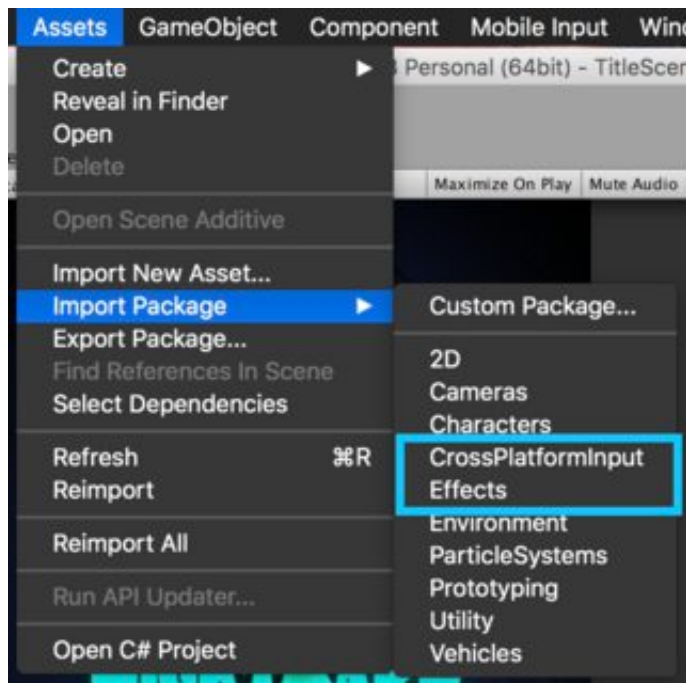 Assets GameObject Component Mobile Input
Create
Personal (64bit) -
Reveal in Finder
Open
Delete
Maximize On Play Mute Audio
Open Scene Additive
Import New Asset...
Import Package
Export Package...
Find References In Scene
Select Dependencies
Refresh ⌘R
Reimport
Reimport All
Run API Updater...
Open C# Project
Custom Package...
2D
Cameras
Characters
CrossPlatformInput
Effects
Environment
ParticleSystems
Prototyping
Utility
Vehicles